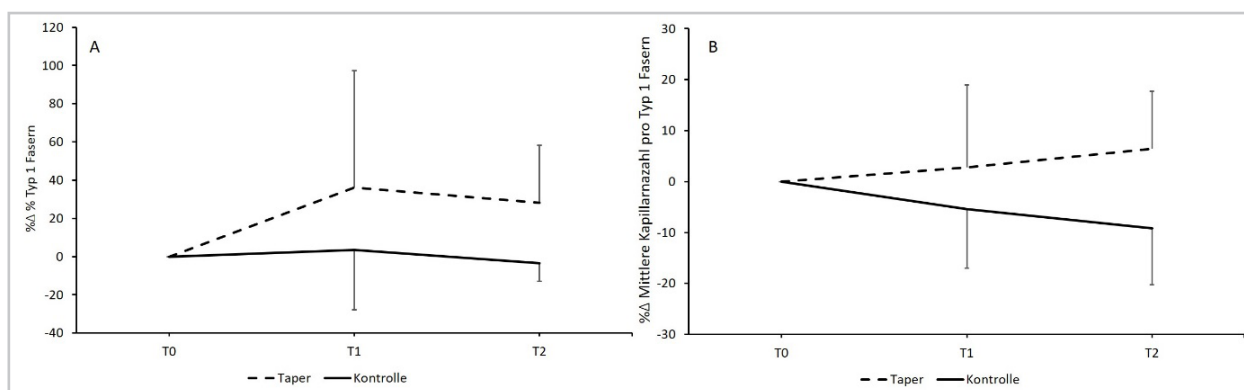 A
%Δ % Typ 1 Fasern
120
100
80
60
40
20
0
-20
-40
T0
T1
T2
Taper
Kontrolle
B
%Δ Mittlere Kapillarnazahl pro Typ 1 Fasern
30
20
10
0
-10
-20
-30
T0
T1
T2
Taper
Kontrolle